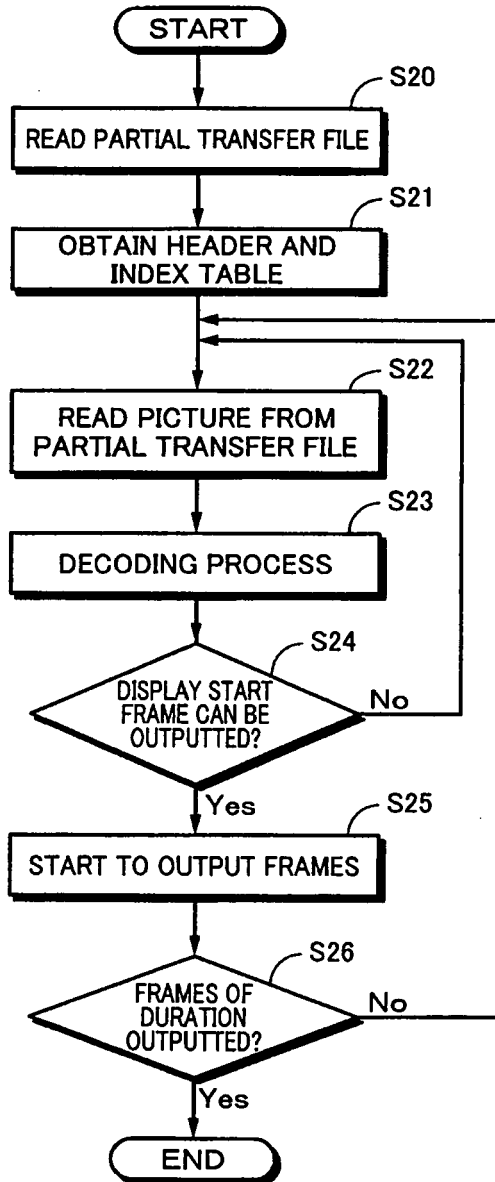 START
S20
READ PARTIAL TRANSFER FILE
S21
OBTAIN HEADER AND
INDEX TABLE
S22
READ PICTURE FROM
PARTIAL TRANSFER FILE
S23
DECODING PROCESS
S24
DISPLAY START
FRAME CAN BE
OUTPUTTED?
No
Yes
S25
START TO OUTPUT FRAMES
S26
FRAMES OF
DURATION
OUTPUTTED?
No
Yes
END